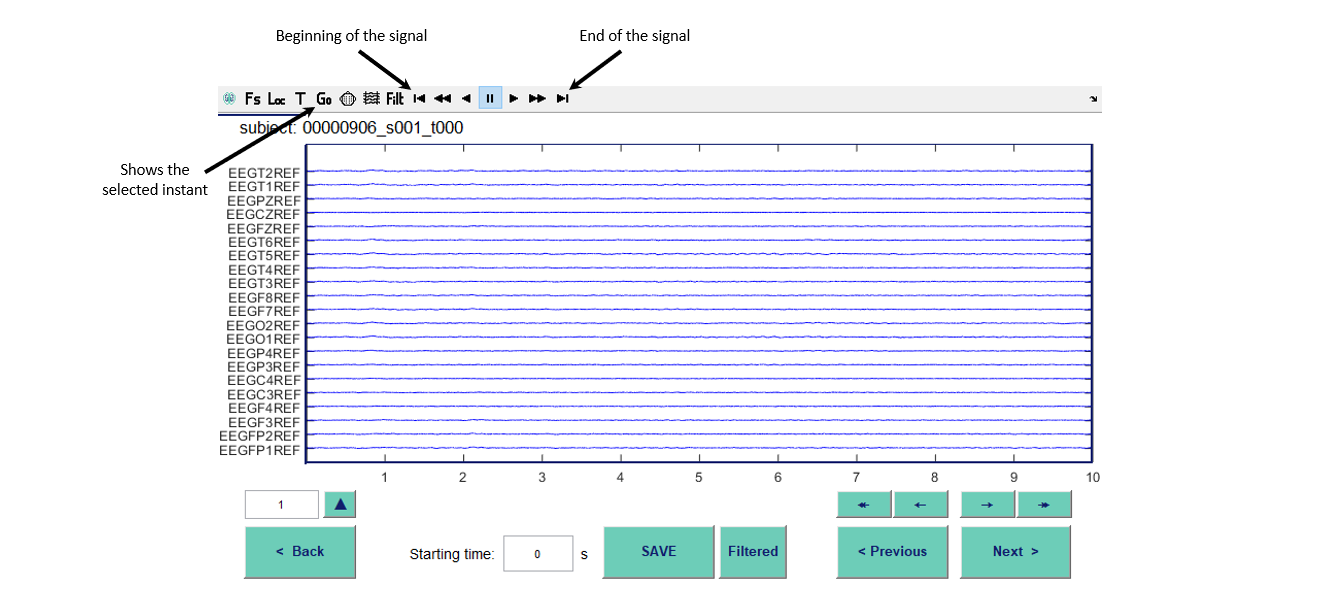 Beginning of the signal
End of the signal
Fs Loc T Go Filt
subject: 00000906_s001_t000
Shows the
selected instant
EEGT2REF
EEGT1REF
EEGPZREF
EEGCZREF
EEGFZREF
EEGT6REF
EEGT5REF
EEGT4REF
EEGT3REF
EEGF8REF
EEGF7REF
EEGO2REF
EEGO1REF
EEGP4REF
EEGP3REF
EEGC4REF
EEGC3REF
EEGF4REF
EEGF3REF
EEGFP2REF
EEGFP1REF
1 2 3 4 5 6 7 8 9 10
1
< Back
Starting time: 0 s
SAVE
Filtered
< Previous
Next >